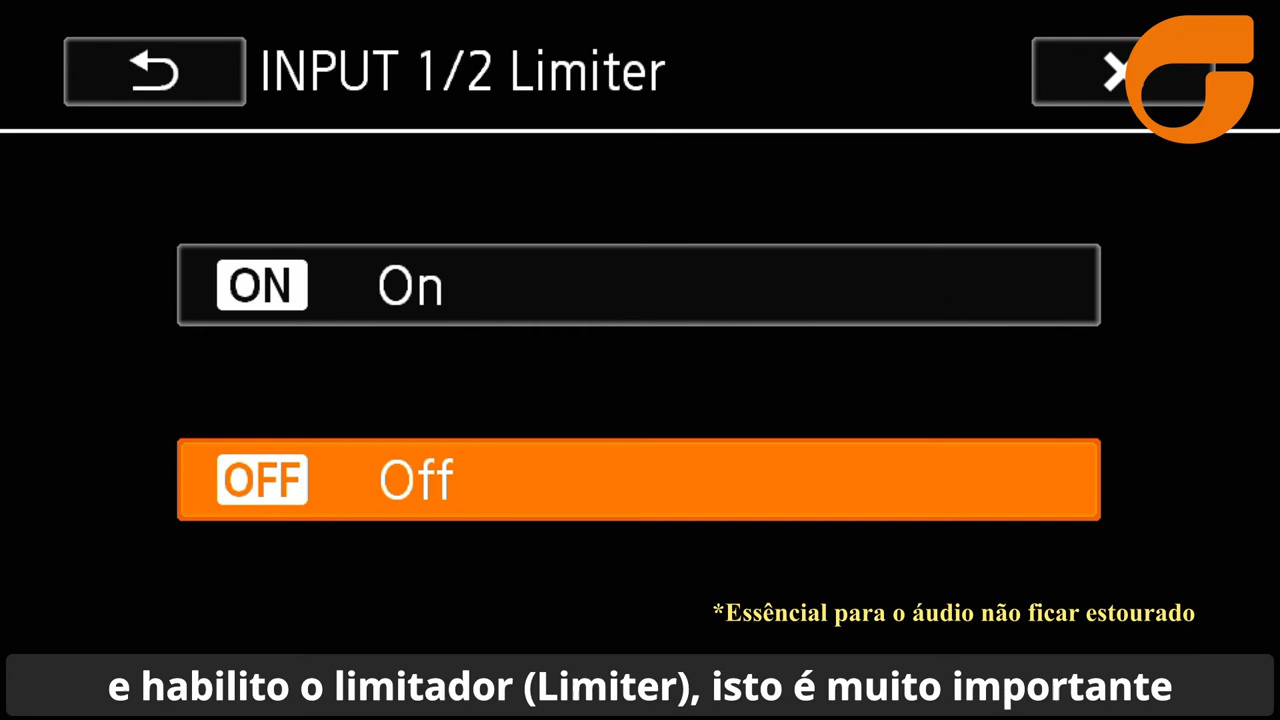 INPUT 1/2 Limiter
ON On
OFF Off
*Essêncial para o áudio não ficar estourado
e habilito o limitador (Limiter), isto é muito importante